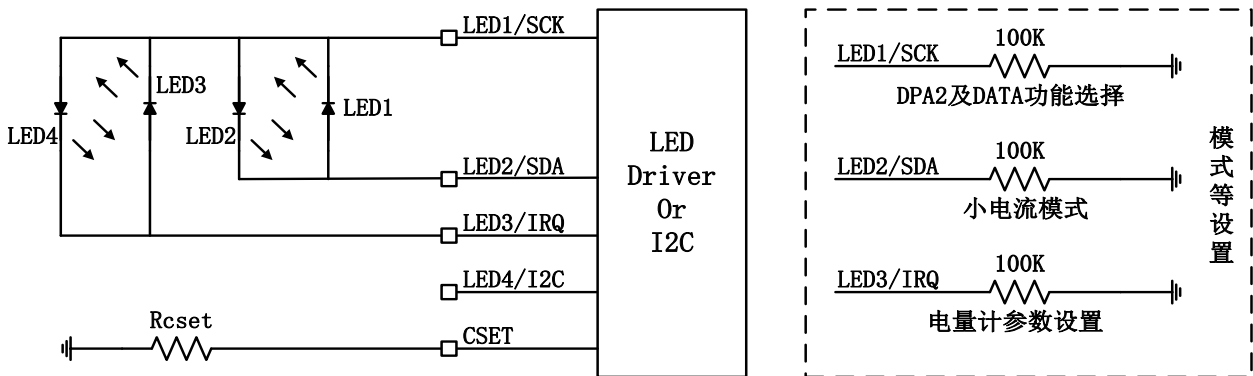 LED1/SCK
LED3
LED1
LED4
LED2
LED2/SDA
LED3/IRQ
LED4/I2C
Rcset
CSET
LED
Driver
Or
I2C
LED1/SCK
100K
DPA2及DATA功能选择
LED2/SDA
100K
小电流模式
LED3/IRQ
100K
电量计参数设置
模式等设置